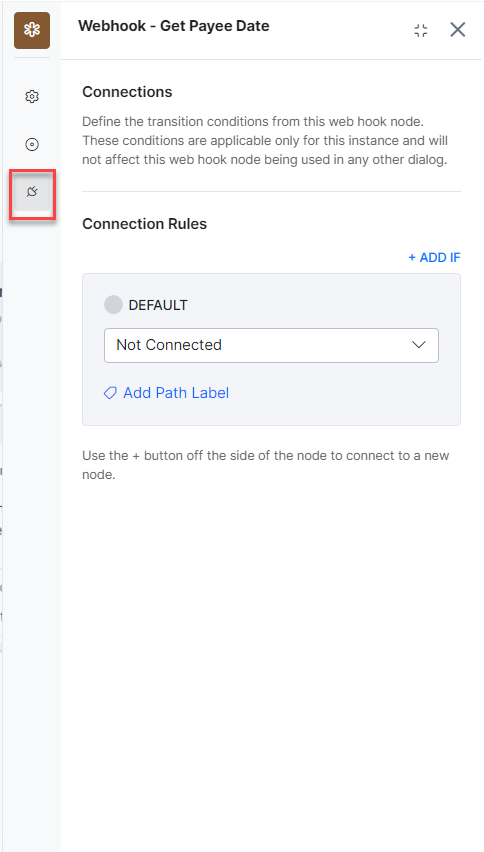 Webhook - Get Payee Date
Connections
Define the transition conditions from this web hook node.
These conditions are applicable only for this instance and will
not affect this web hook node being used in any other dialog.
Connection Rules
+ ADD IF
DEFAULT
Not Connected
Add Path Label
Use the + button off the side of the node to connect to a new
node.